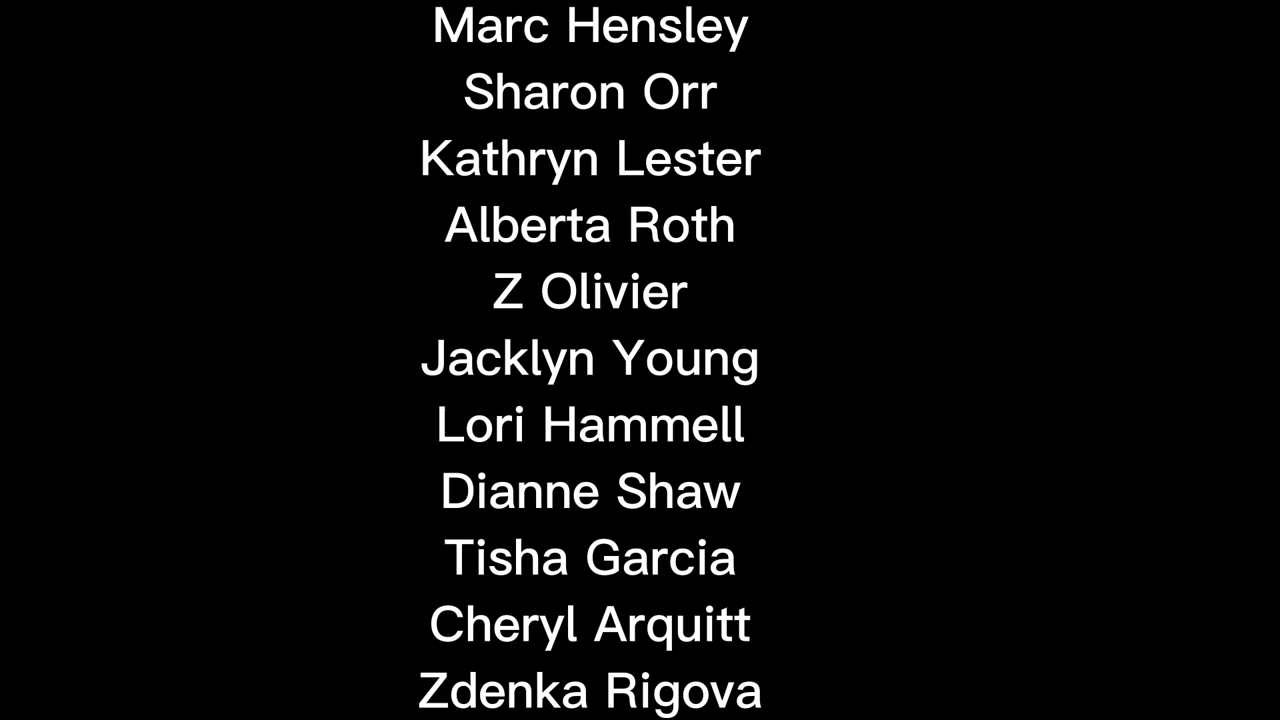 Marc Hensley
Sharon Orr
Kathryn Lester
Alberta Roth
Z Olivier
Jacklyn Young
Lori Hammell
Dianne Shaw
Tisha Garcia
Cheryl Arquitt
Zdenka Rigova